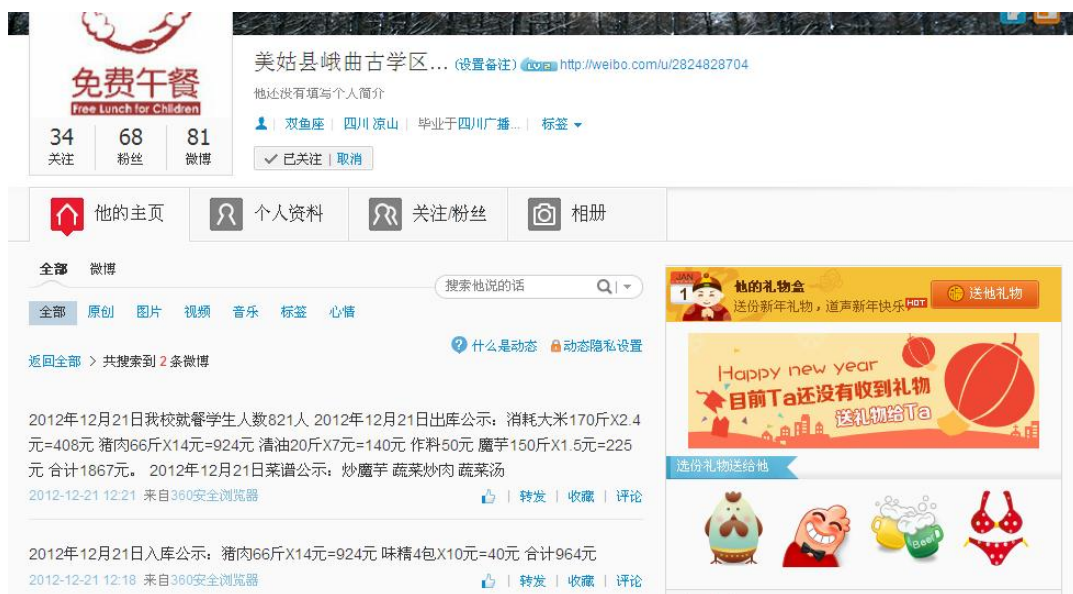 免费午餐
Free Lunch for Children
34 68 81
关注 粉丝 微博
美姑县峨曲古学区... (设置备注) http://weibo.com/u/2824828704
他还没有填写个人简介
双鱼座 | 四川 凉山 | 毕业于四川广播... | 标签
已关注 | 取消
他的主页 个人资料 关注/粉丝 相册
全部 微博
搜索他说的话
全部 原创 图片 视频 音乐 标签 心情
什么是动态 动态隐私设置
返回全部 > 共搜索到 2 条微博
2012年12月21日我校就餐学生人数821人 2012年12月21日出库公示：消耗大米170斤X2.4
元=408元 猪肉66斤X14元=924元 清油20斤X7元=140元 作料50元 魔芋150斤X1.5元=225
元 合计1867元。 2012年12月21日菜谱公示：炒魔芋 蔬菜炒肉 蔬菜汤
2012-12-21 12:21 来自360安全浏览器 | 转发 | 收藏 | 评论
2012年12月21日入库公示：猪肉66斤X14元=924元 味精4包X10元=40元 合计964元
2012-12-21 12:18 来自360安全浏览器 | 转发 | 收藏 | 评论
JAN
1
他的礼物盒
送份新年礼物，道声新年快乐 HOT
送他礼物
Happy new year
目前Ta还没有收到礼物
送礼物给Ta
选份礼物送给他
Beer